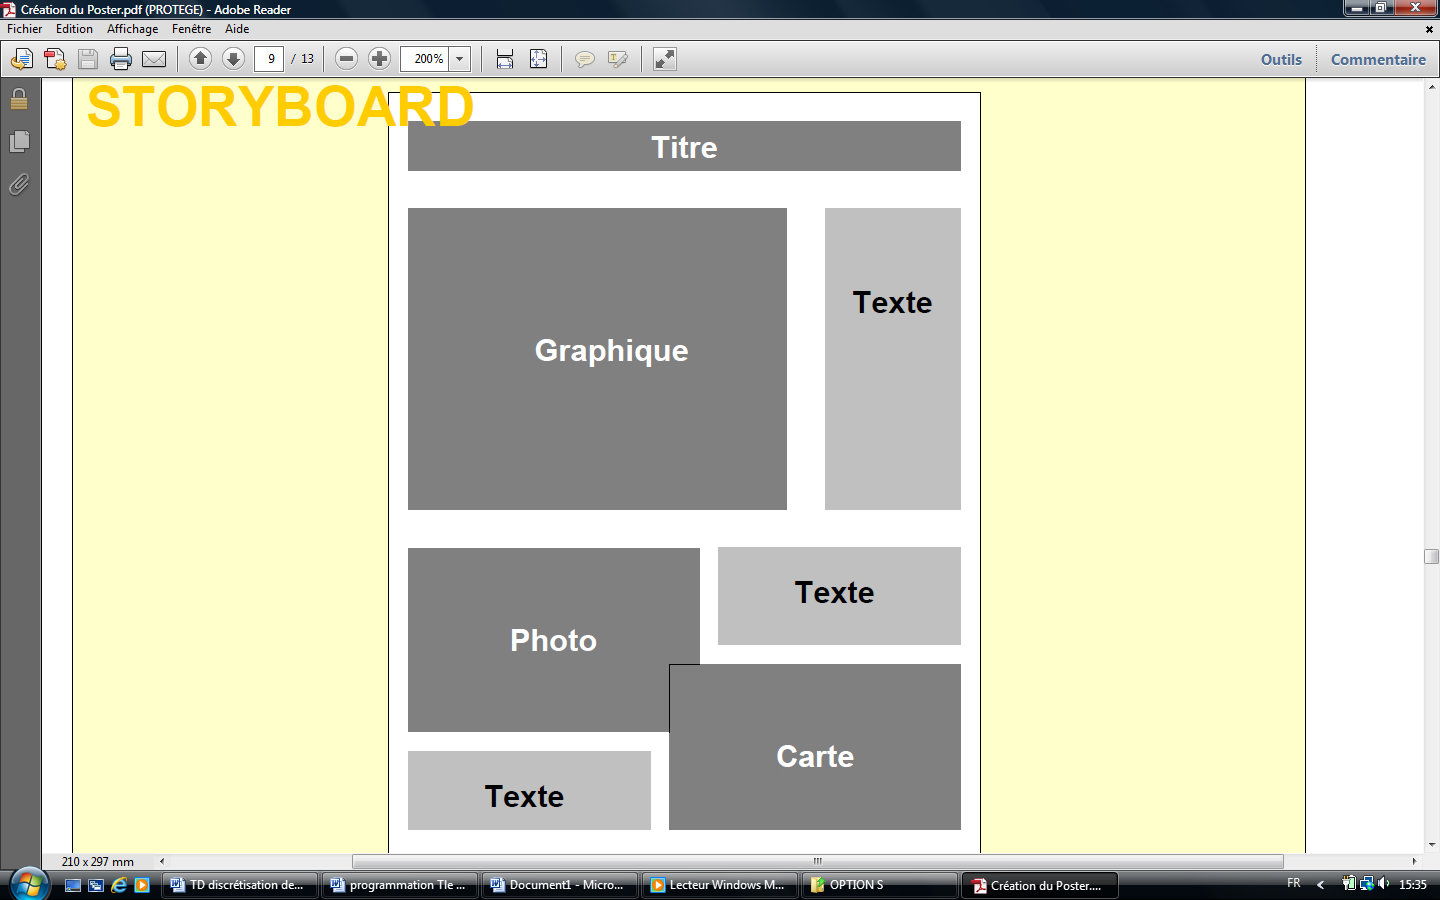 Création du Poster.pdf (PROTEGE) - Adobe Reader
Fichier Edition Affichage Fenêtre Aide
9 / 13 200% Outils Commentaire
STORYBOARD
Titre
Graphique
Texte
Photo
Texte
Carte
Texte
210 x 297 mm
TD discrétisation de... programmation Tle ... Document1 - Micro... Lecteur Windows M... OPTION S Création du Poster.... FR 15:35